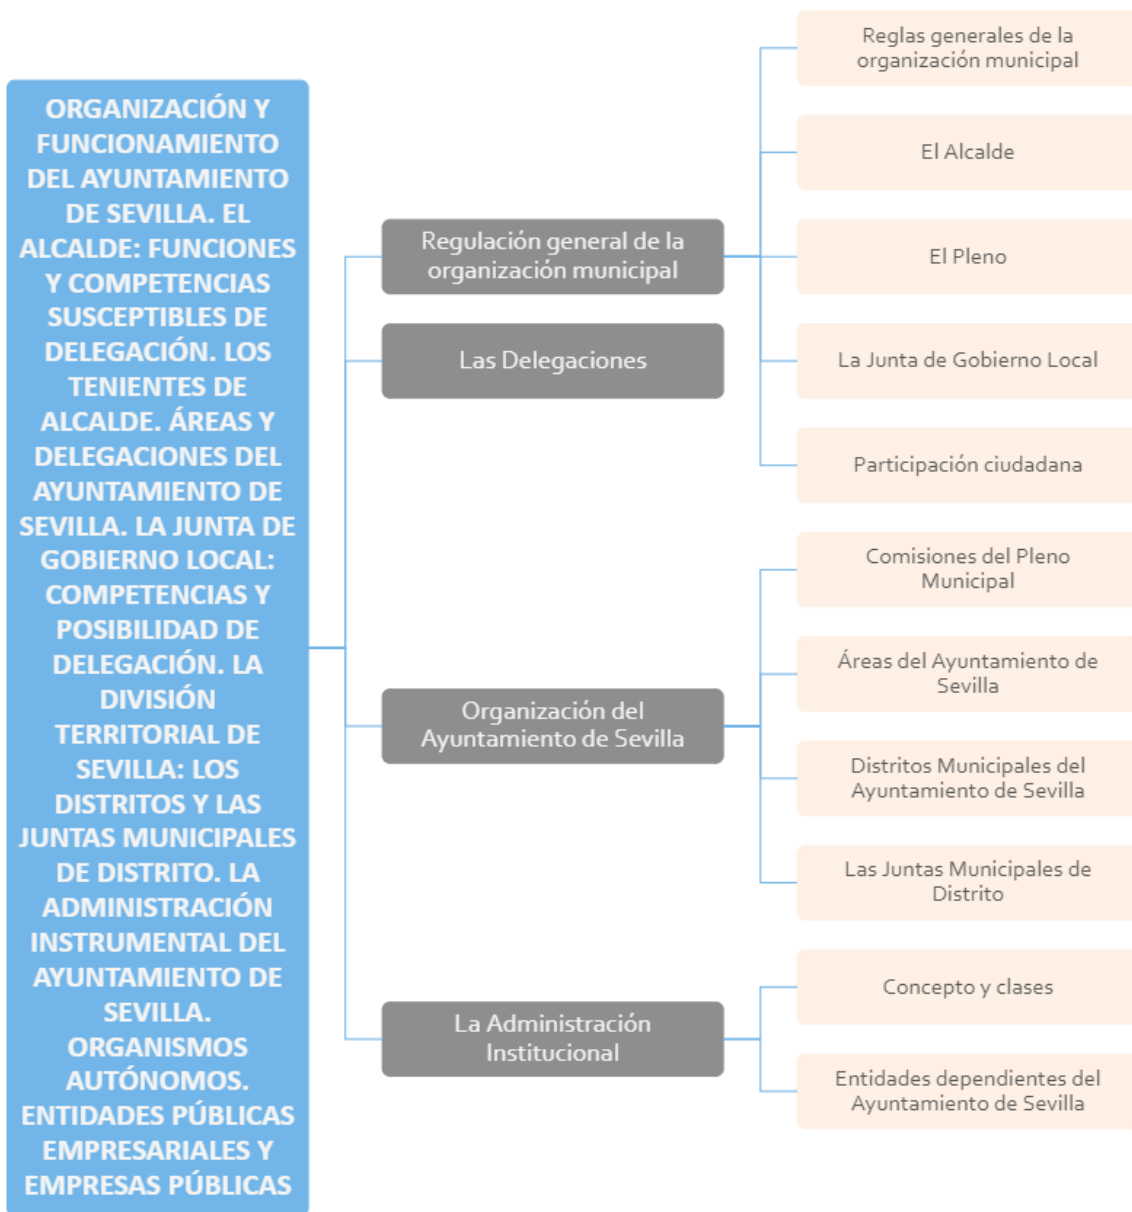 ORGANIZACIÓN Y
FUNCIONAMIENTO
DEL AYUNTAMIENTO
DE SEVILLA. EL
ALCALDE: FUNCIONES
Y COMPETENCIAS
SUSCEPTIBLES DE
DELEGACIÓN. LOS
TENIENTES DE
ALCALDE. ÁREAS Y
DELEGACIONES DEL
AYUNTAMIENTO DE
SEVILLA. LA JUNTA DE
GOBIERNO LOCAL:
COMPETENCIAS Y
POSIBILIDAD DE
DELEGACIÓN. LA
DIVISIÓN
TERRITORIAL DE
SEVILLA: LOS
DISTRITOS Y LAS
JUNTAS MUNICIPALES
DE DISTRITO. LA
ADMINISTRACIÓN
INSTRUMENTAL DEL
AYUNTAMIENTO DE
SEVILLA.
ORGANISMOS
AUTÓNOMOS.
ENTIDADES PÚBLICAS
EMPRESARIALES Y
EMPRESAS PÚBLICAS
Regulación general de la
organización municipal
Reglas generales de la
organización municipal
El Alcalde
El Pleno
La Junta de Gobierno Local
Participación ciudadana
Las Delegaciones
Organización del
Ayuntamiento de Sevilla
Comisiones del Pleno
Municipal
Áreas del Ayuntamiento de
Sevilla
Distritos Municipales del
Ayuntamiento de Sevilla
Las Juntas Municipales de
Distrito
La Administración
Institucional
Concepto y clases
Entidades dependientes del
Ayuntamiento de Sevilla